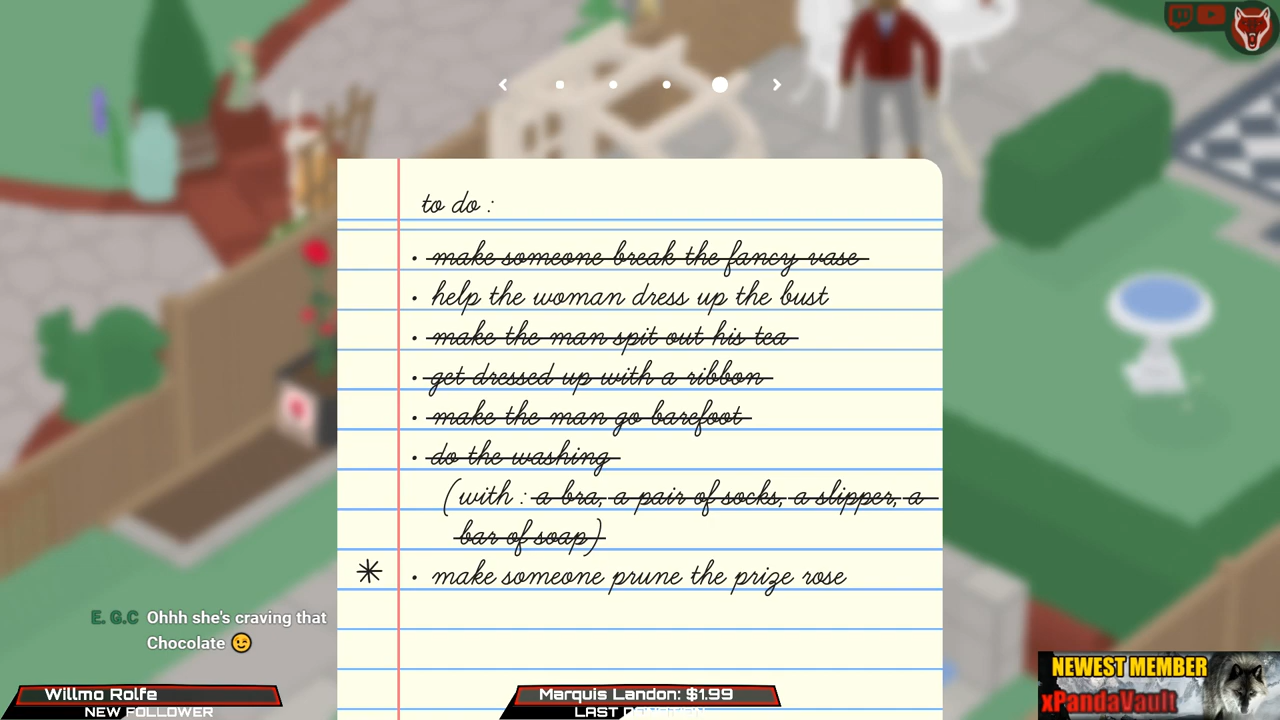 to do :
• make someone break the fancy vase
• help the woman dress up the bust
• make the man spit out his tea
• get dressed up with a ribbon
• make the man go barefoot
• do the washing
(with : a bra, a pair of socks, a slipper, a
bar of soap)
• make someone prune the prize rose
E. G.C Ohhh she's craving that
Chocolate 😉
Willmo Rolfe
NEW FOLLOWER
Marquis Landon: $1.99
LAST DONATION
NEWEST MEMBER
xPandaVault